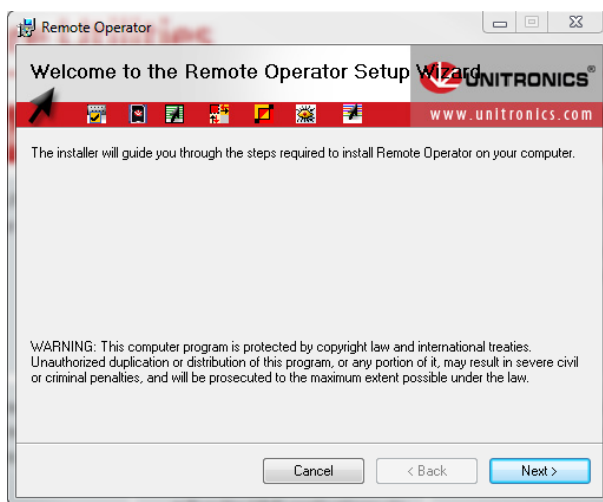 Remote Operator
Welcome to the Remote Operator Setup Wizard
UNITRONICS®
www.unitronics.com
The installer will guide you through the steps required to install Remote Operator on your computer.
WARNING: This computer program is protected by copyright law and international treaties.
Unauthorized duplication or distribution of this program, or any portion of it, may result in severe civil
or criminal penalties, and will be prosecuted to the maximum extent possible under the law.
Cancel
< Back
Next >